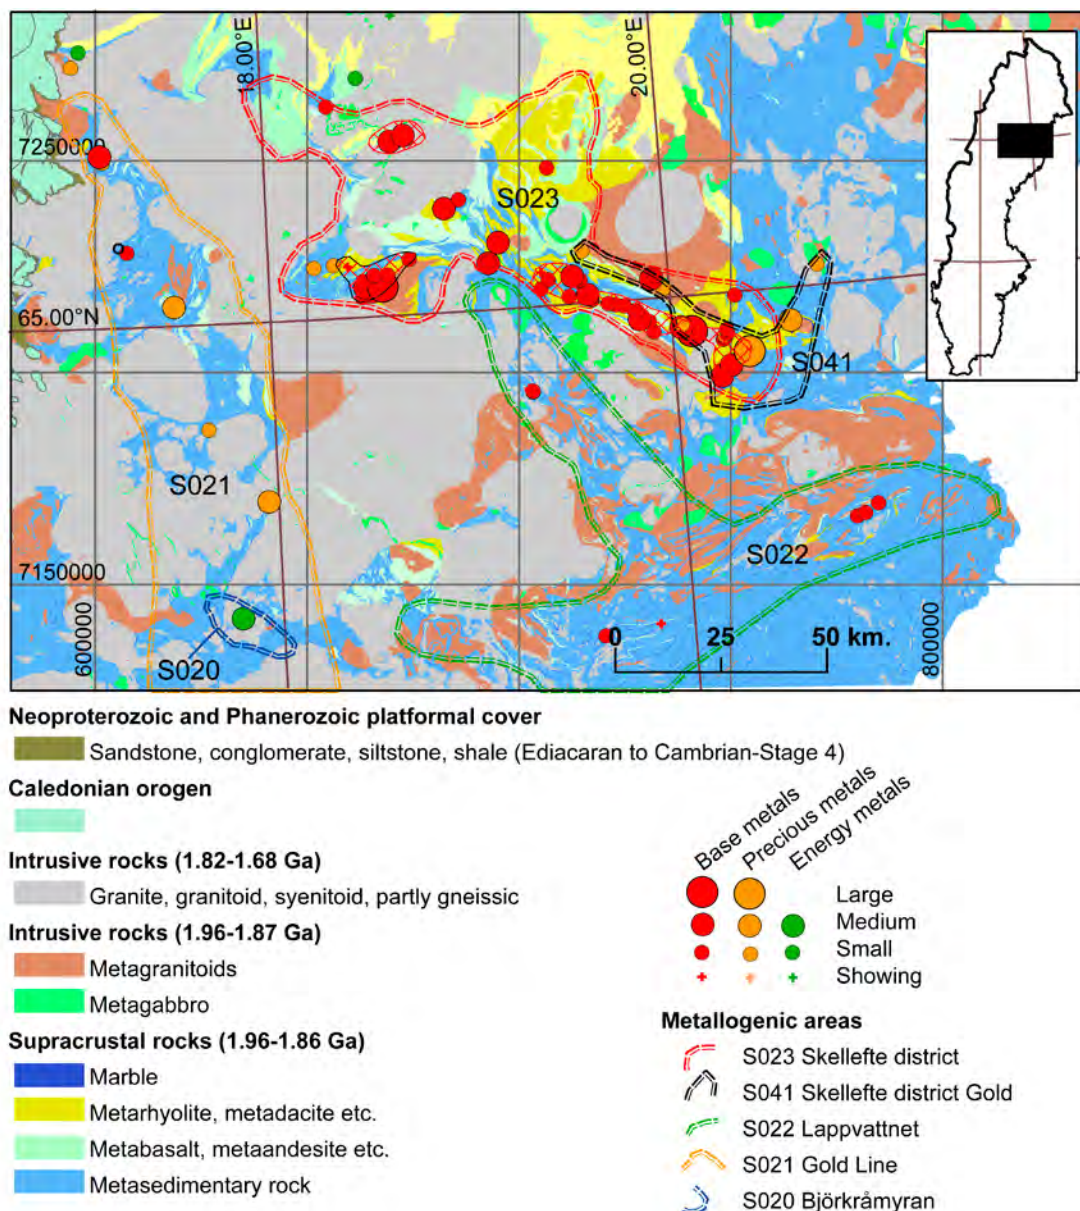 18.00°E
20.00°E
7250000
S023
65.00°N
S041
S021
S022
7150000
S020
600000
800000
0 25 50 km.
Neoproterozoic and Phanerozoic platformal cover
Sandstone, conglomerate, siltstone, shale (Ediacaran to Cambrian-Stage 4)
Caledonian orogen
Intrusive rocks (1.82-1.68 Ga)
Granite, granitoid, syenitoid, partly gneissic
Intrusive rocks (1.96-1.87 Ga)
Metagranitoids
Metagabbro
Supracrustal rocks (1.96-1.86 Ga)
Marble
Metarhyolite, metadacite etc.
Metabasalt, metaandesite etc.
Metasedimentary rock
Base metals
Precious metals
Energy metals
Large
Medium
Small
Showing
Metallogenic areas
S023 Skellefte district
S041 Skellefte district Gold
S022 Lappvattnet
S021 Gold Line
S020 Björkråmyran